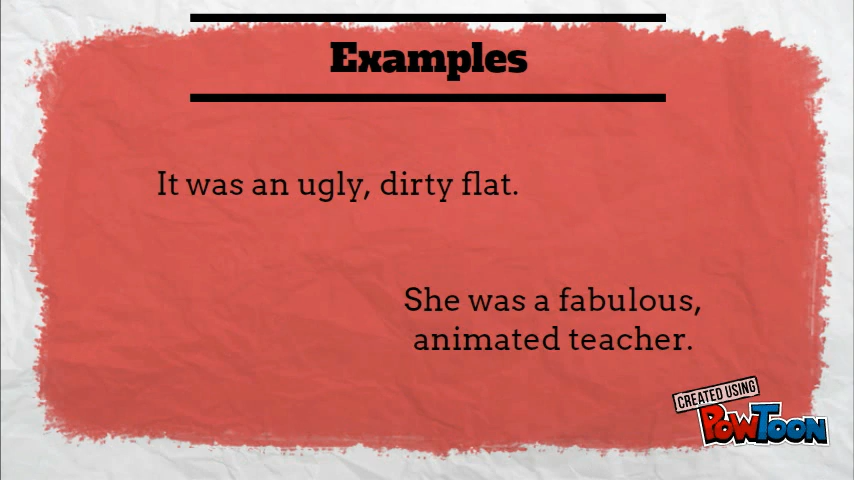 Examples
It was an ugly, dirty flat.
She was a fabulous,
animated teacher.
CREATED USING
POWTOON